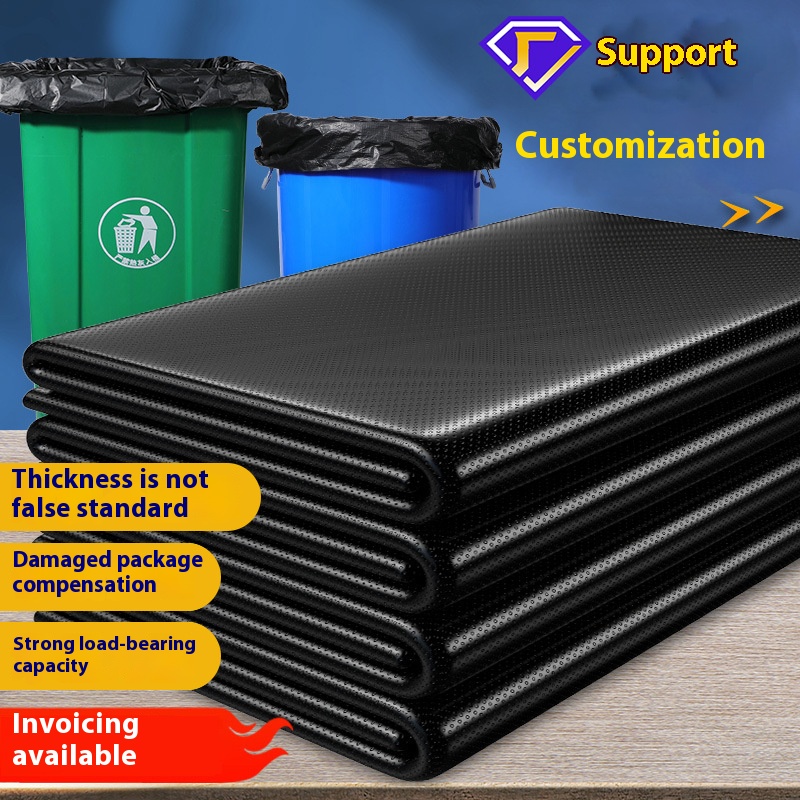 Support
Customization
Thickness is not
false standard
Damaged package
compensation
Strong load-bearing
capacity
Invoicing
available